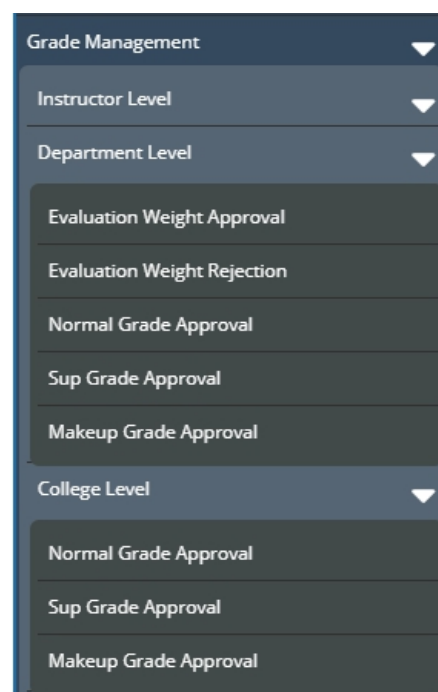 Grade Management
Instructor Level
Department Level
Evaluation Weight Approval
Evaluation Weight Rejection
Normal Grade Approval
Sup Grade Approval
Makeup Grade Approval
College Level
Normal Grade Approval
Sup Grade Approval
Makeup Grade Approval